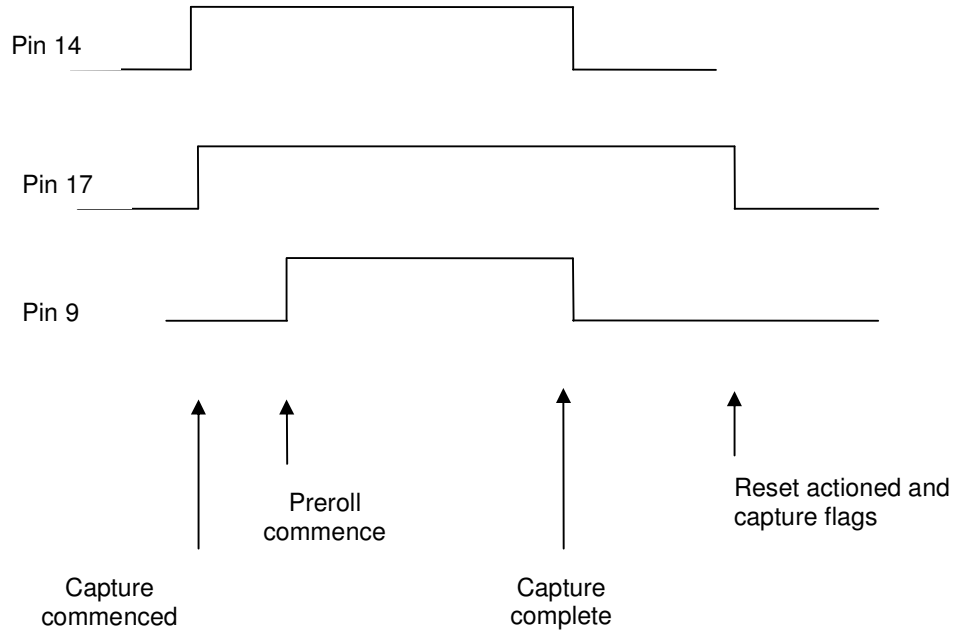 Pin 14
Pin 17
Pin 9
Preroll
commence
Reset actioned and
capture flags
Capture
commenced
Capture
complete